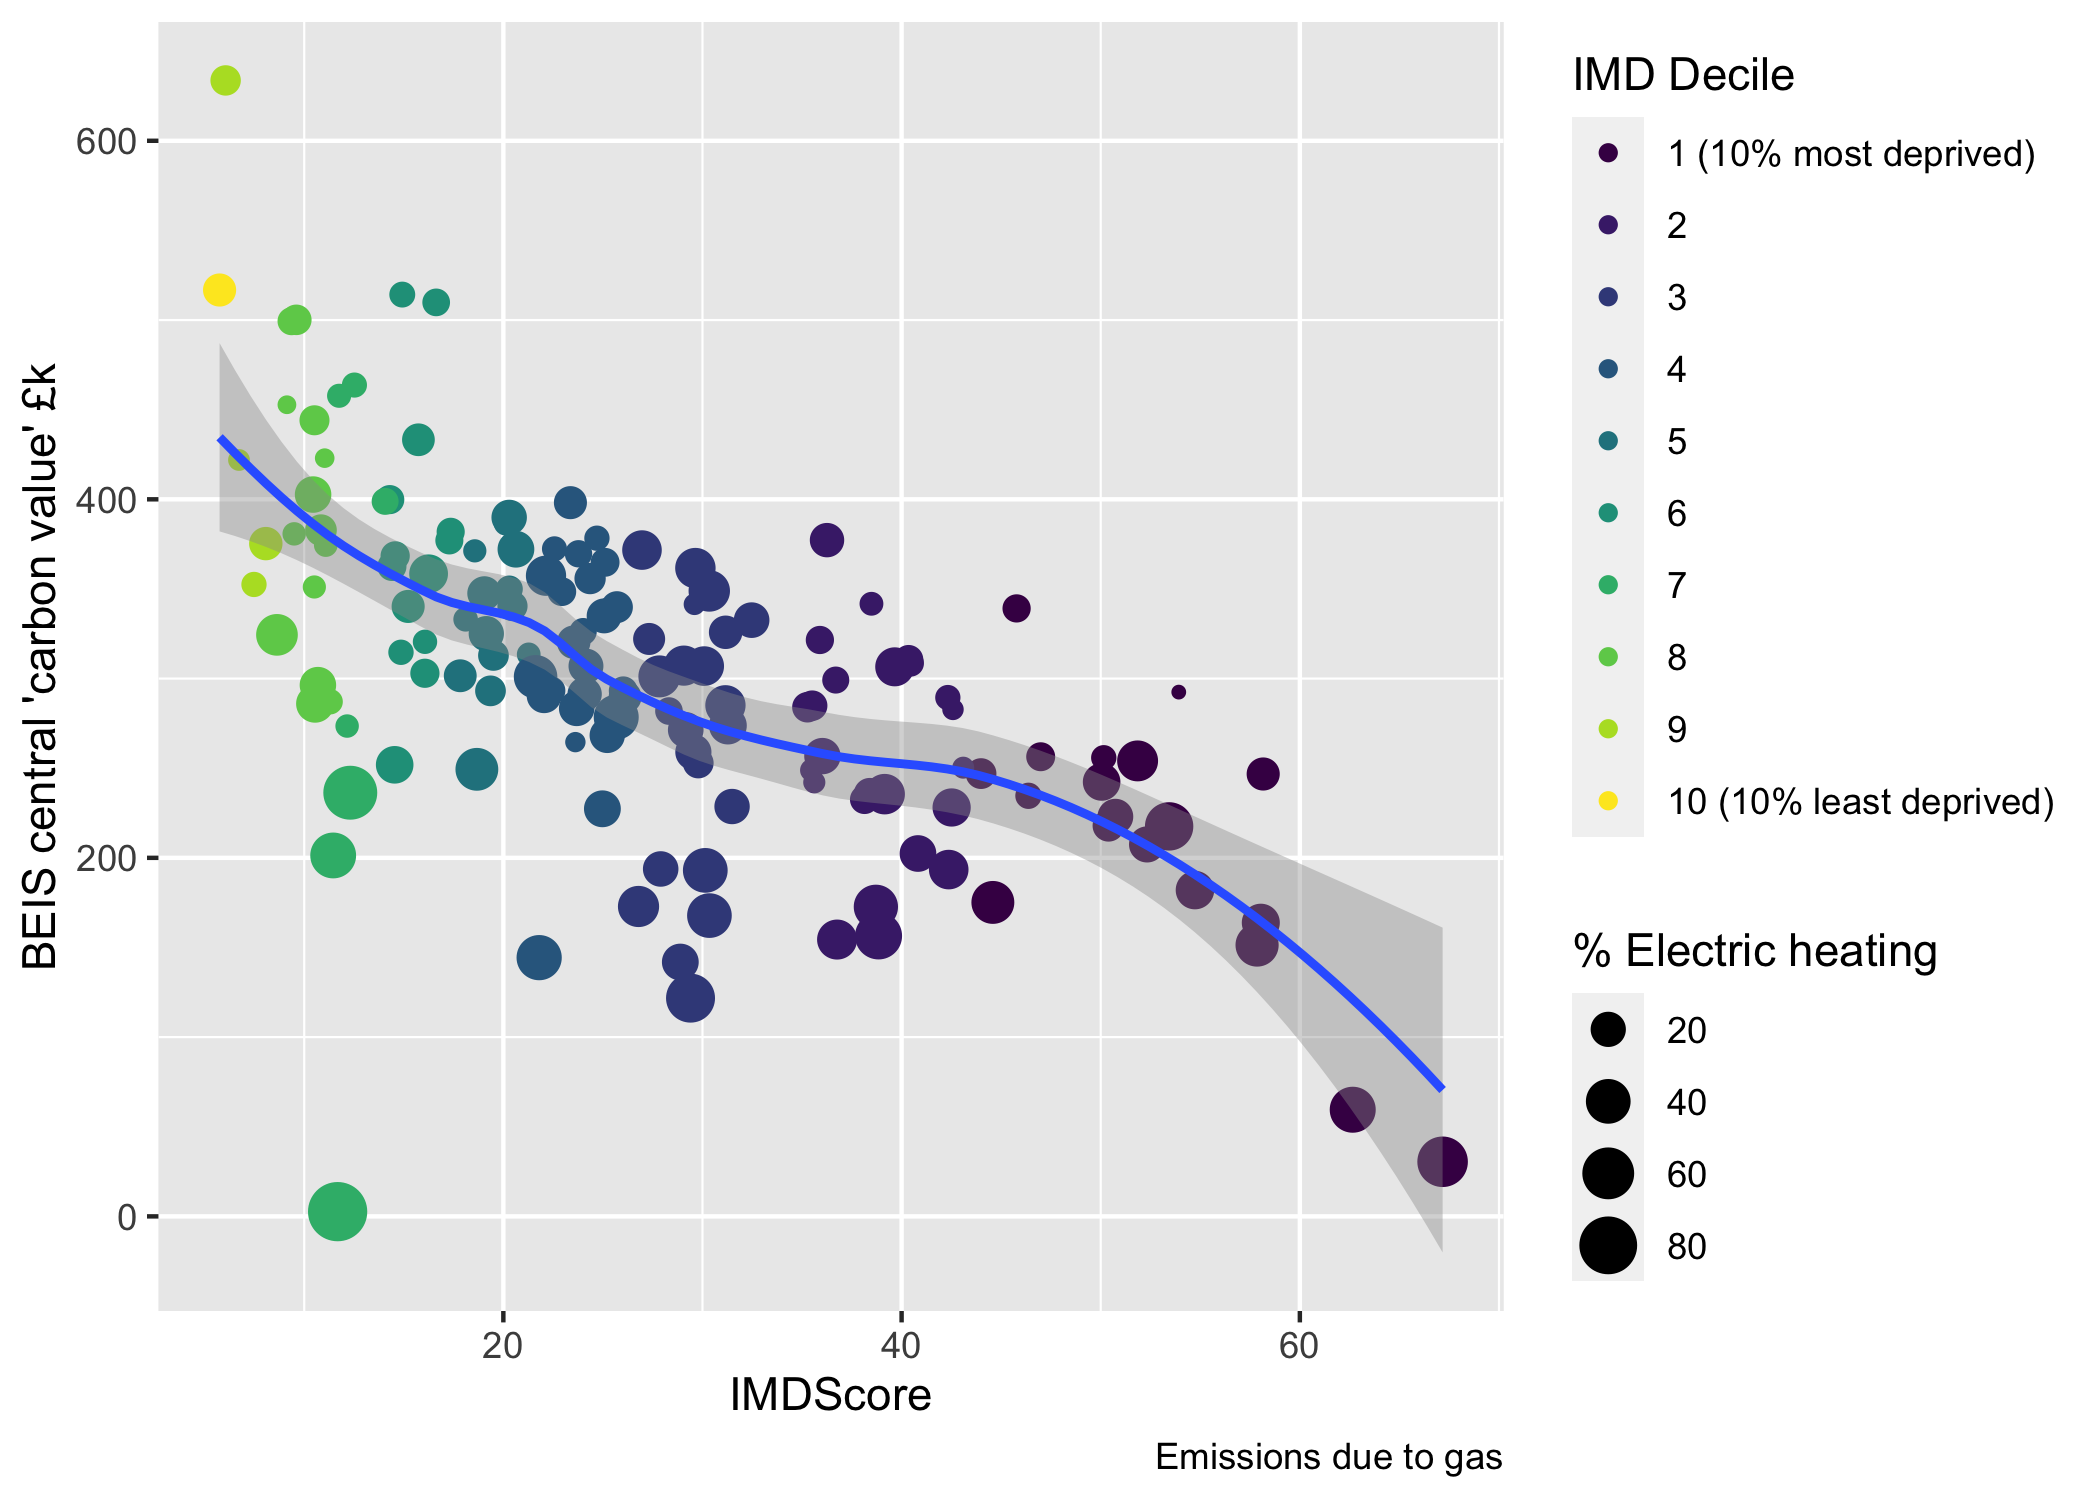 BEIS central 'carbon value' £k
600
400
200
0
20
40
60
IMDScore
Emissions due to gas
IMD Decile
1 (10% most deprived)
2
3
4
5
6
7
8
9
10 (10% least deprived)
% Electric heating
20
40
60
80